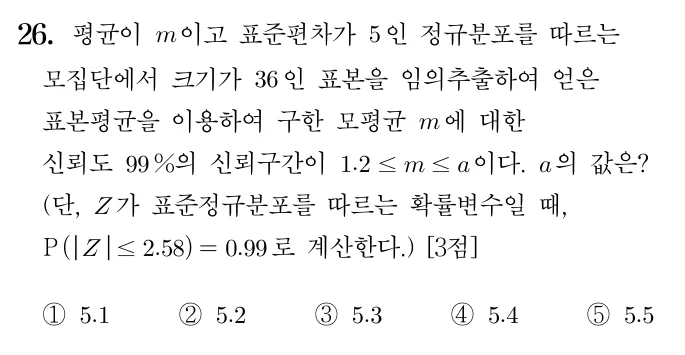 26. 평균이 m이고 표준편차가 5인 정규분포를 따르는
모집단에서 크기가 36인 표본을 임의추출하여 얻은
표본평균을 이용하여 구한 모평균 m에 대한
신뢰도 99%의 신뢰구간이 1.2 ≤ m ≤ a이다. a의 값은?
(단, Z가 표준정규분포를 따르는 확률변수일 때,
P(|Z| ≤ 2.58) = 0.99로 계산한다.) [3점]
① 5.1 ② 5.2 ③ 5.3 ④ 5.4 ⑤ 5.5